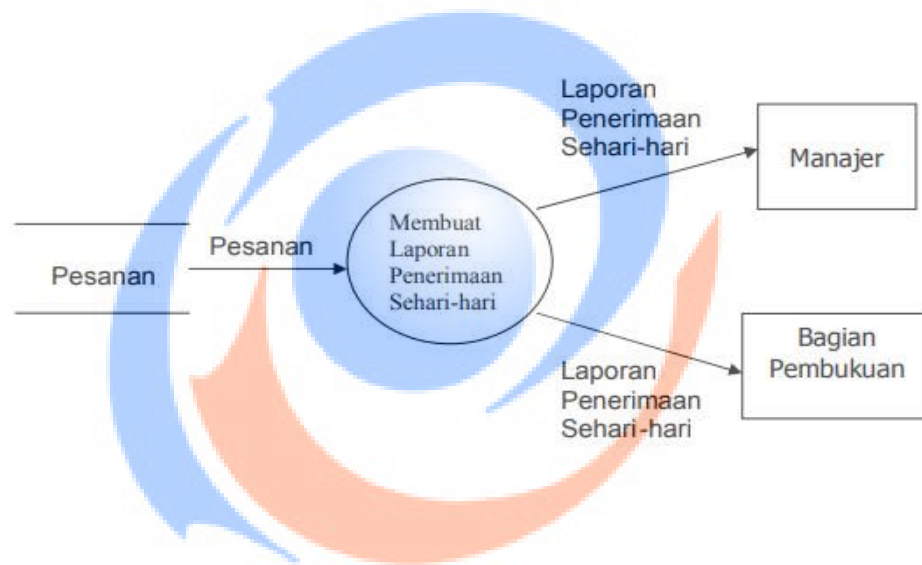 Pesanan
Pesanan
Membuat
Laporan
Penerimaan
Sehari-hari
Laporan
Penerimaan
Sehari-hari
Manajer
Laporan
Penerimaan
Sehari-hari
Bagian
Pembukuan